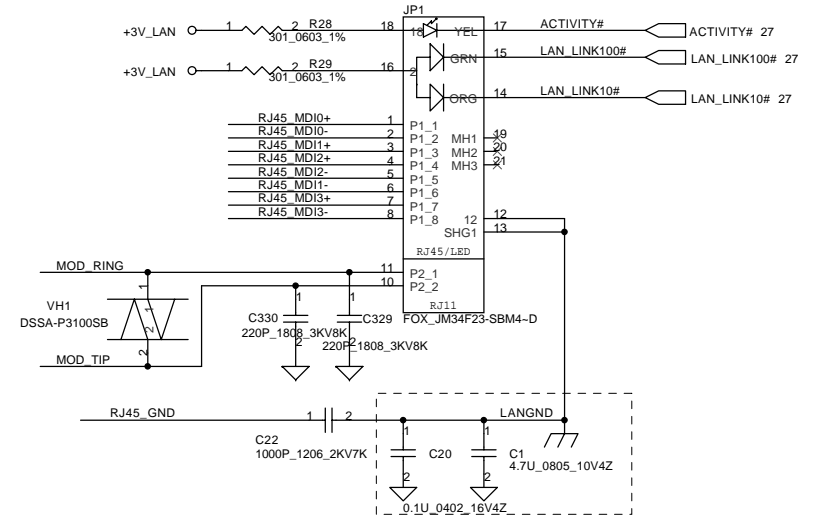 JP1
+3V_LAN 1 2 R28 18 18 YEL 17 ACTIVITY# ACTIVITY# 27
301_0603_1%
GRN 15 LAN_LINK100# LAN_LINK100# 27
+3V_LAN 1 2 R29 16 2
301_0603_1%
ORG 14 LAN_LINK10# LAN_LINK10# 27
RJ45_MDI0+ 1 P1_1
RJ45_MDI0- 2 P1_2 MH1 19
RJ45_MDI1+ 3 P1_3 MH2 20
RJ45_MDI2+ 4 P1_4 MH3 21
RJ45_MDI2- 5 P1_5
RJ45_MDI1- 6 P1_6
RJ45_MDI3+ 7 P1_7
RJ45_MDI3- 8 P1_8
12 12
SHG1 13
RJ45/LED
MOD_RING 11 P2_1
10 P2_2
RJ11
FOX_JM34F23-SBM4~D
VH1 1 1 2 2
DSSA-P3100SB
1 C330 2
220P_1808_3KV8K
1 C329 2
220P_1808_3KV8K
MOD_TIP
RJ45_GND 1 2 LANGND
C22
1000P_1206_2KV7K
1 C20 2
0.1U_0402_16V4Z
1 C1 2
4.7U_0805_10V4Z